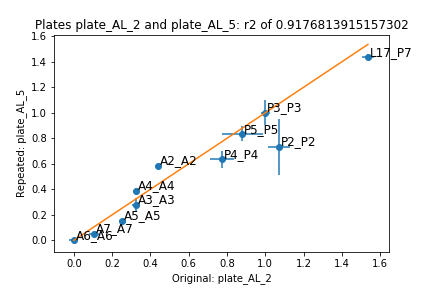 Plates plate_AL_2 and plate_AL_5: r2 of 0.9176813915157302
1.6
1.4
1.2
1.0
0.8
0.6
0.4
0.2
0.0
Repeated: plate_AL_5
L17_P7
P3_P3
P5_P5
P2_P2
P4_P4
A2_A2
A4_A4
A3_A3
A5_A5
A7_A7
A6_A6
0.0 0.2 0.4 0.6 0.8 1.0 1.2 1.4 1.6
Original: plate_AL_2